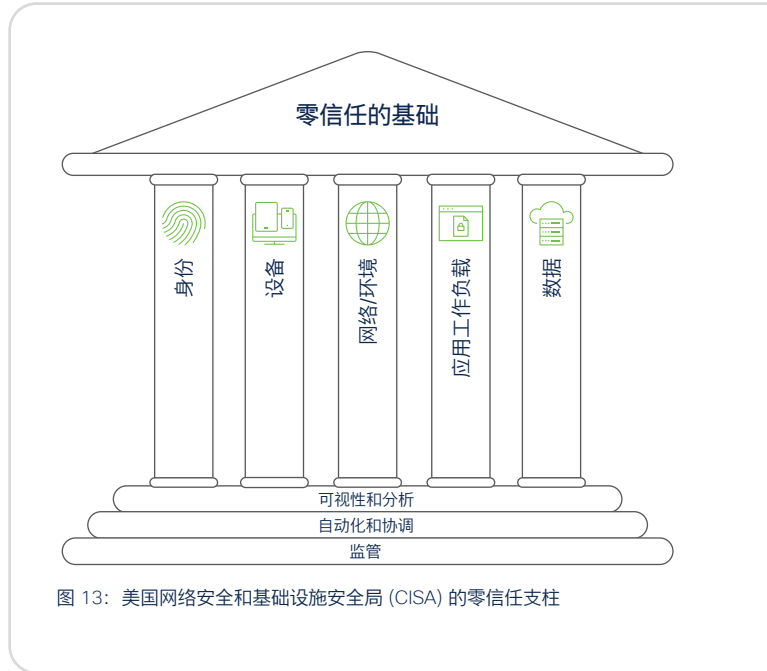 零信任的基础
身份
设备
网络/环境
应用工作负载
数据
可视性和分析
自动化和协调
监管
图 13：美国网络安全和基础设施安全局 (CISA) 的零信任支柱